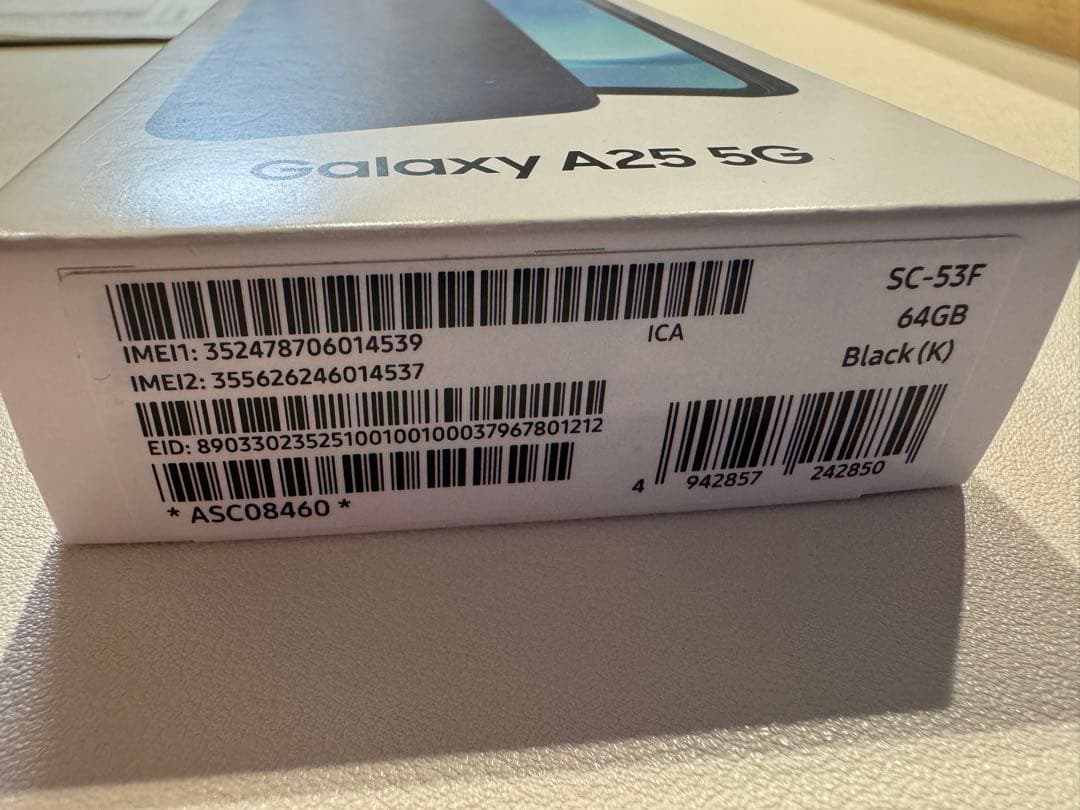 Galaxy A25 5G
SC-53F
64GB
Black (K)
ICA
IMEI1: 352478706014539
IMEI2: 355626246014537
EID: 89033023525100100100037967801212
* ASC08460 *
4 942857 242850